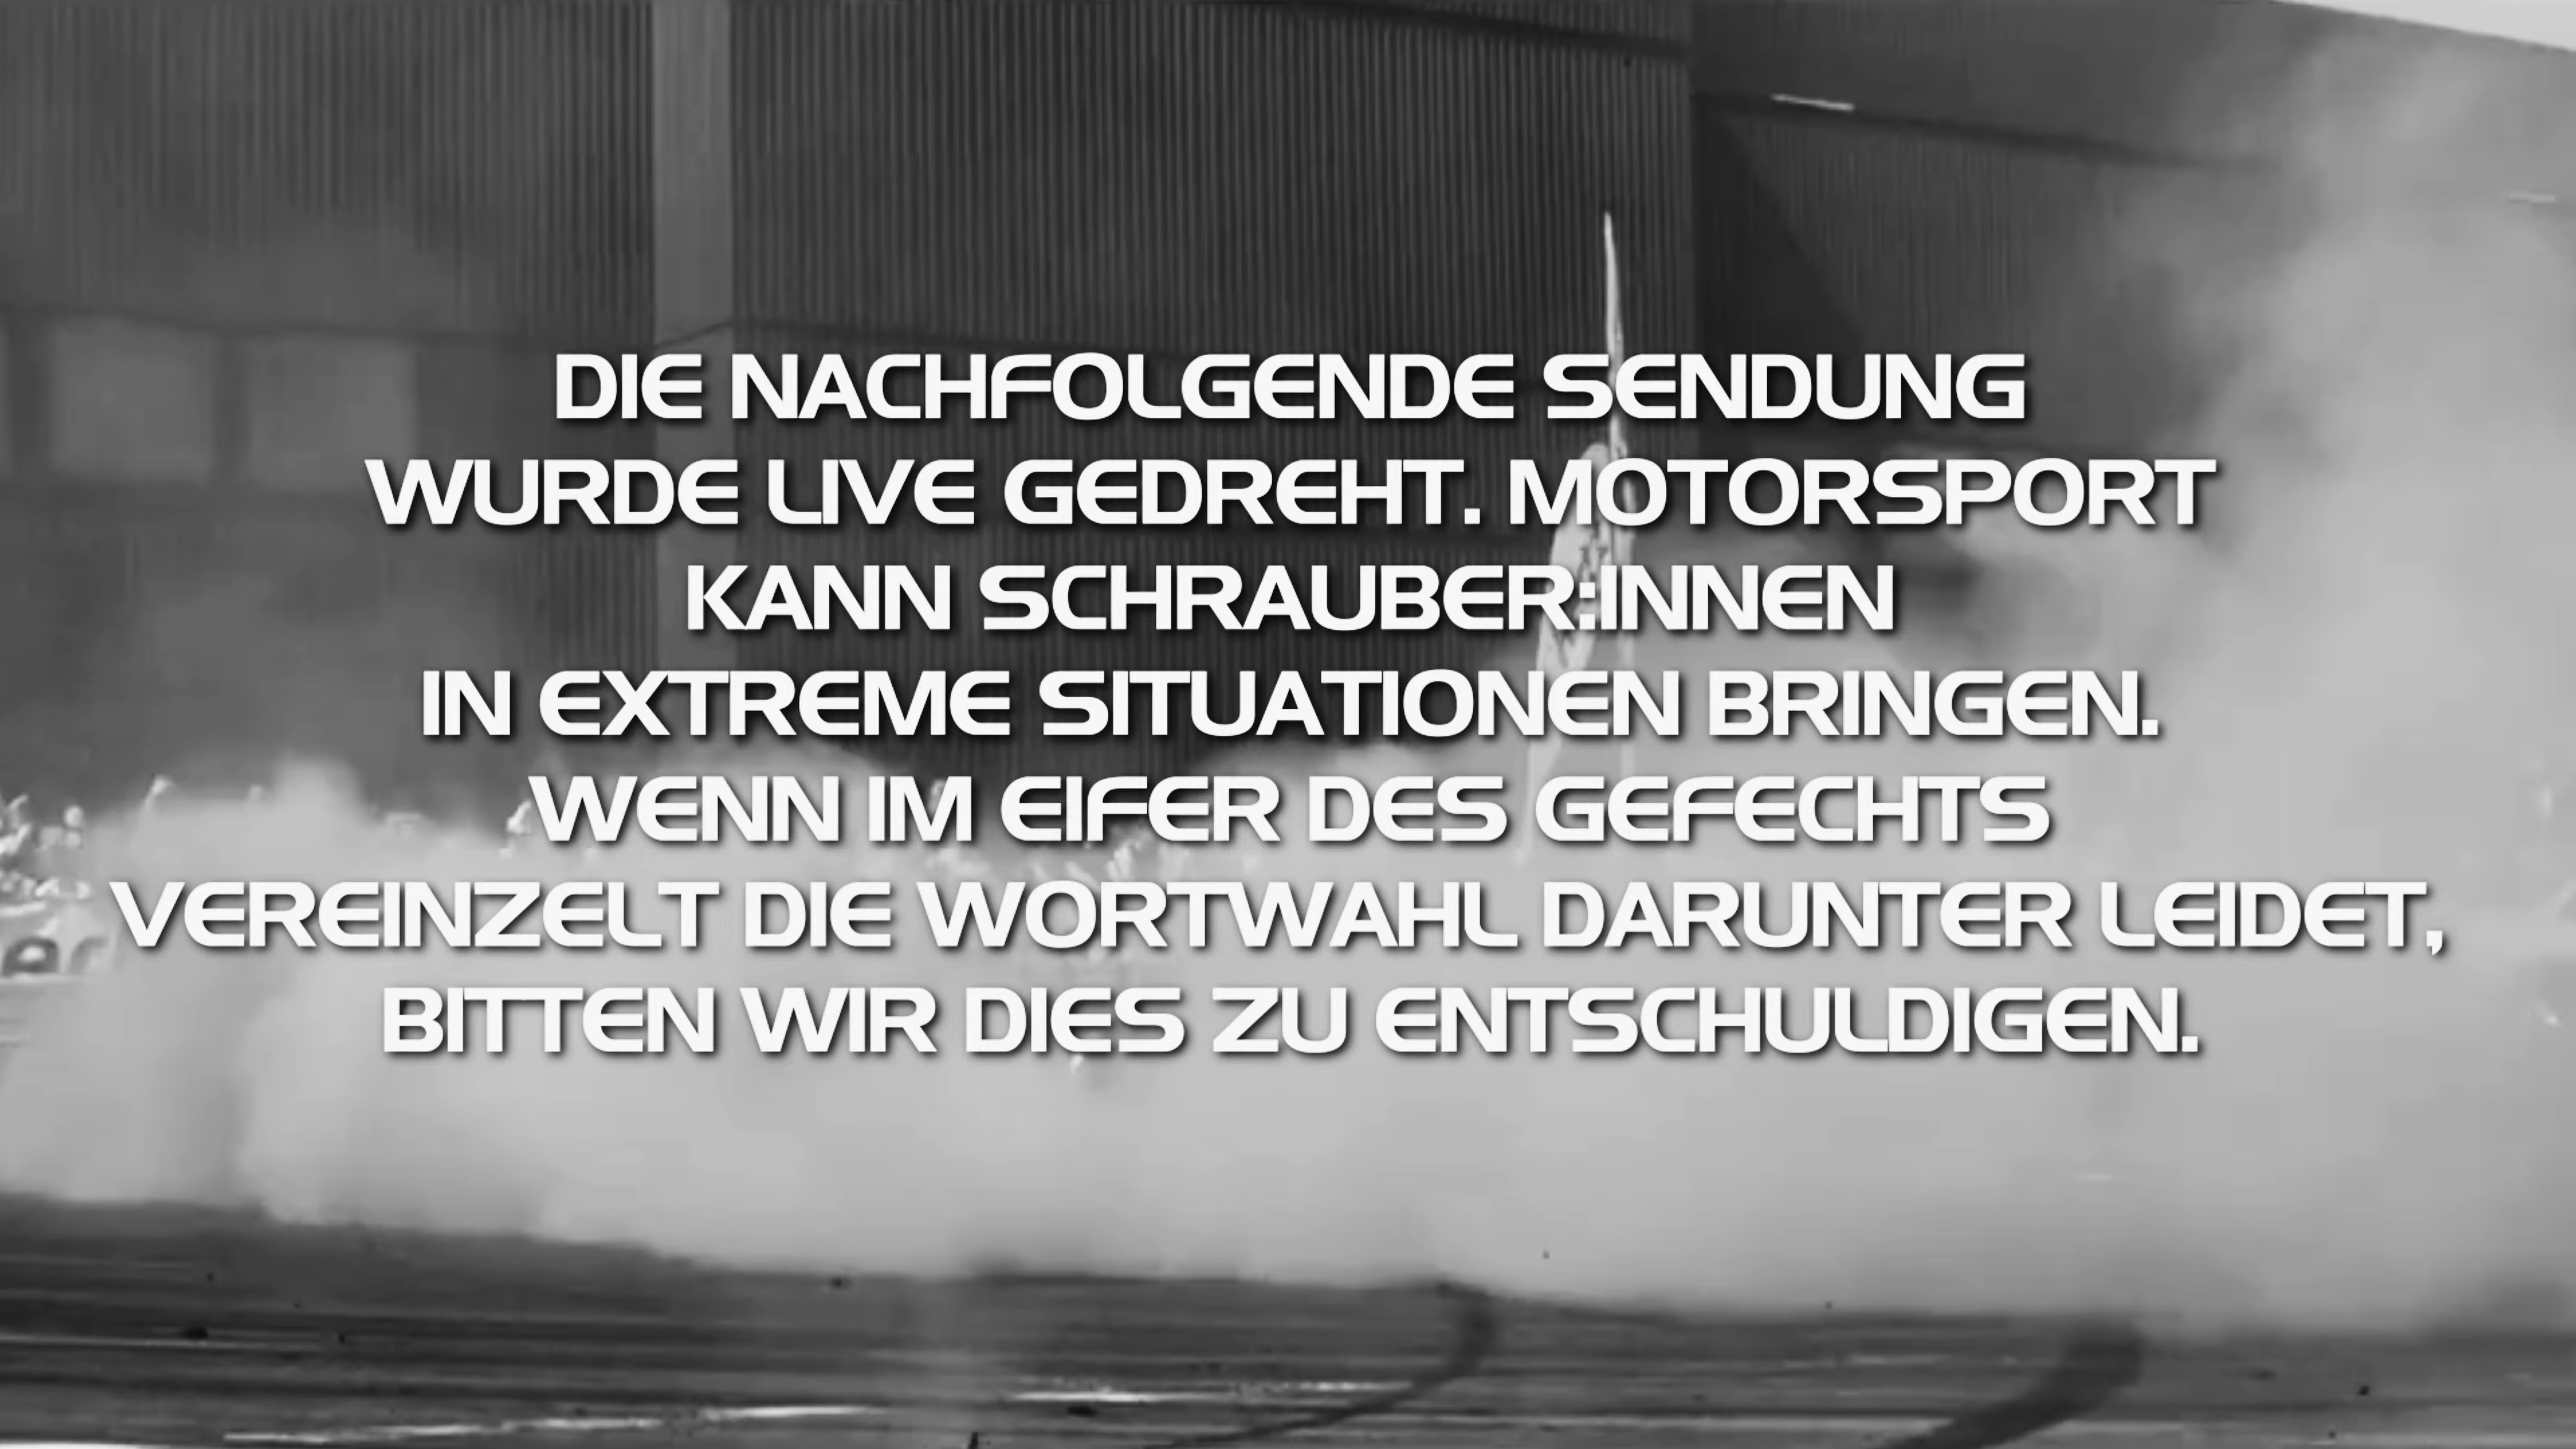 DIE NACHFOLGENDE SENDUNG
WURDE LIVE GEDREHT. MOTORSPORT
KANN SCHRAUBER:INNEN
IN EXTREME SITUATIONEN BRINGEN.
WENN IM EIFER DES GEFECHTS
VEREINZELT DIE WORTWAHL DARUNTER LEIDET,
BITTEN WIR DIES ZU ENTSCHULDIGEN.